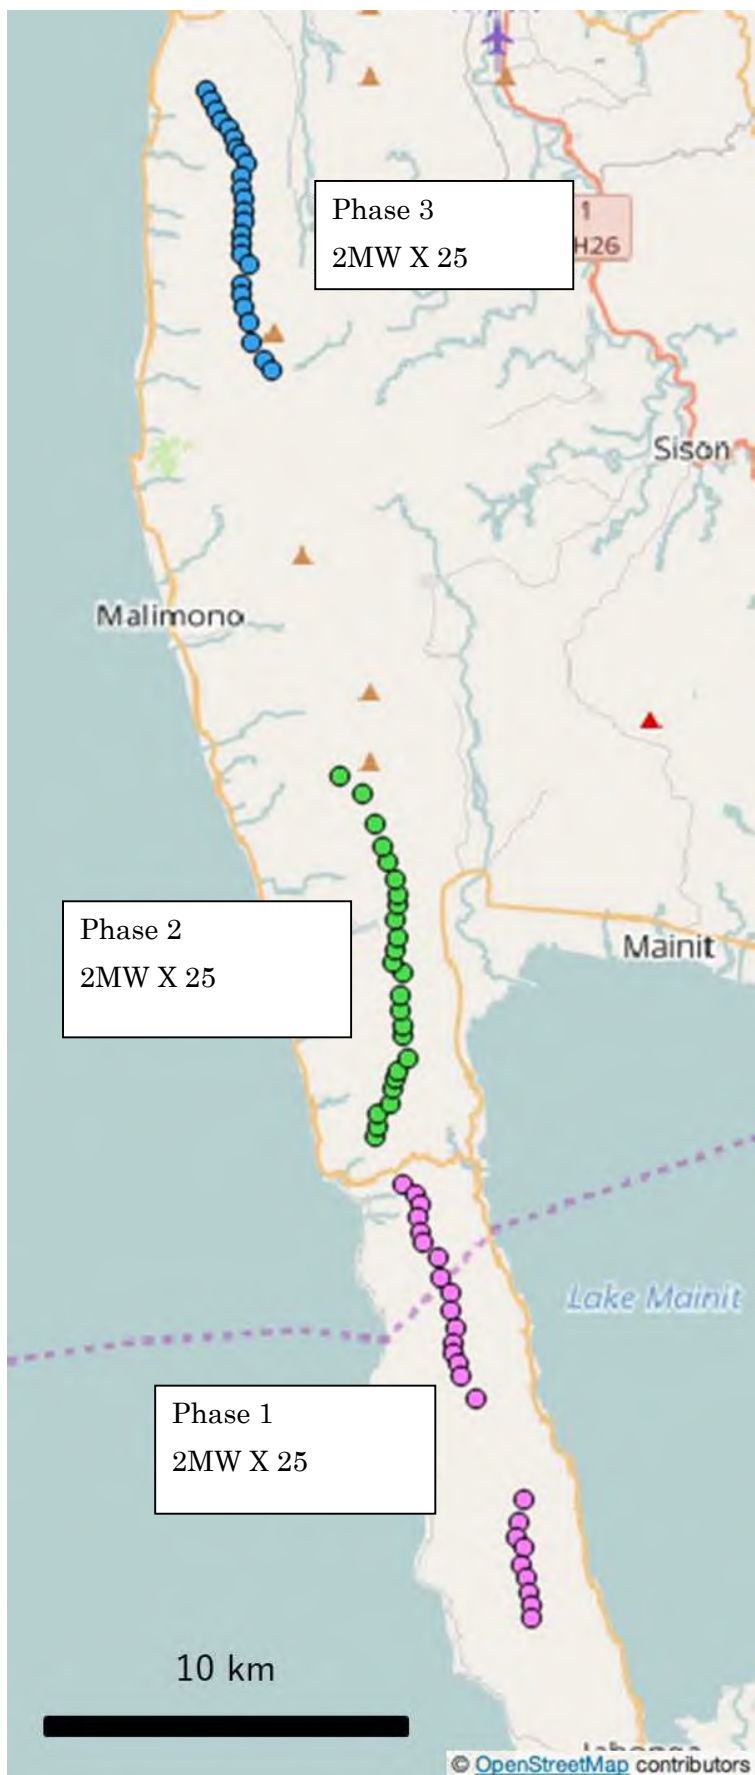 Phase 3
2MW X 25
1
H26
Sison
Malimono
Phase 2
2MW X 25
Mainit
Lake Mainit
Phase 1
2MW X 25
10 km
© OpenStreetMap contributors